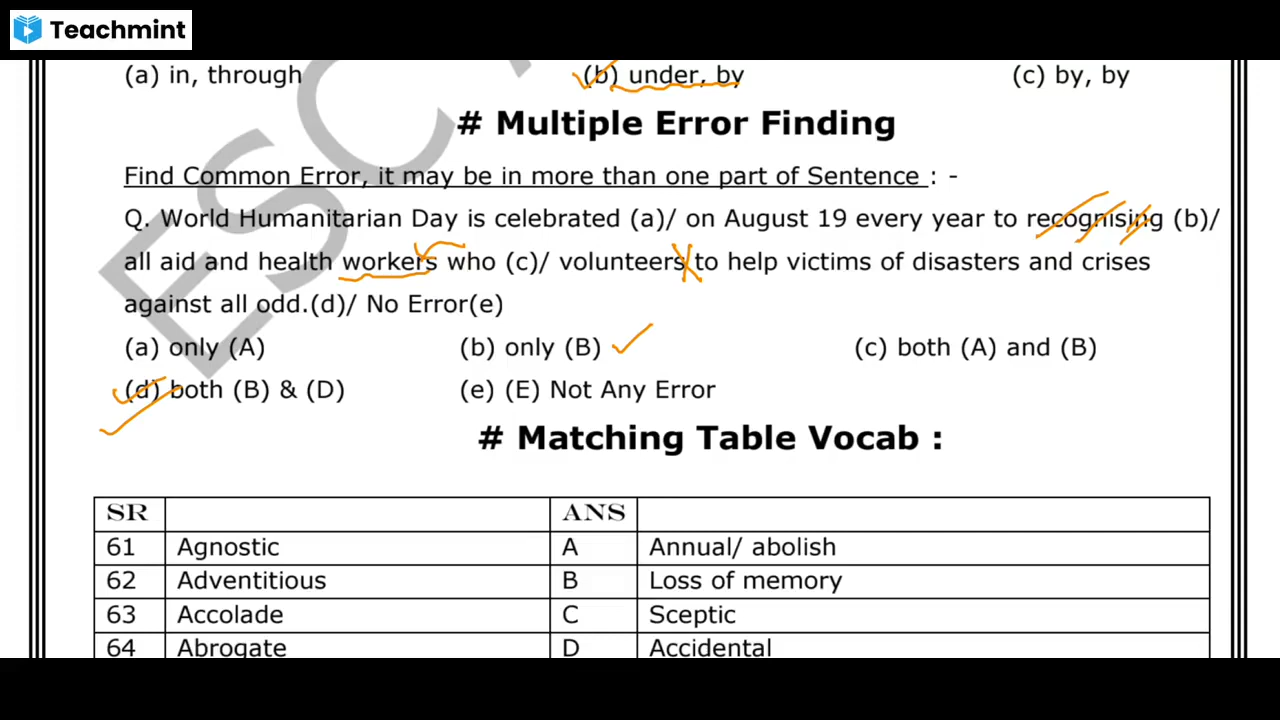 Teachmint
(a) in, through (b) under, by (c) by, by
# Multiple Error Finding
Find Common Error, it may be in more than one part of Sentence : -
Q. World Humanitarian Day is celebrated (a)/ on August 19 every year to recognising (b)/
all aid and health workers who (c)/ volunteers to help victims of disasters and crises
against all odd.(d)/ No Error(e)
(a) only (A) (b) only (B) (c) both (A) and (B)
(d) both (B) & (D) (e) (E) Not Any Error
# Matching Table Vocab :
SR ANS
61 Agnostic A Annual/ abolish
62 Adventitious B Loss of memory
63 Accolade C Sceptic
64 Abrogate D Accidental
ESC